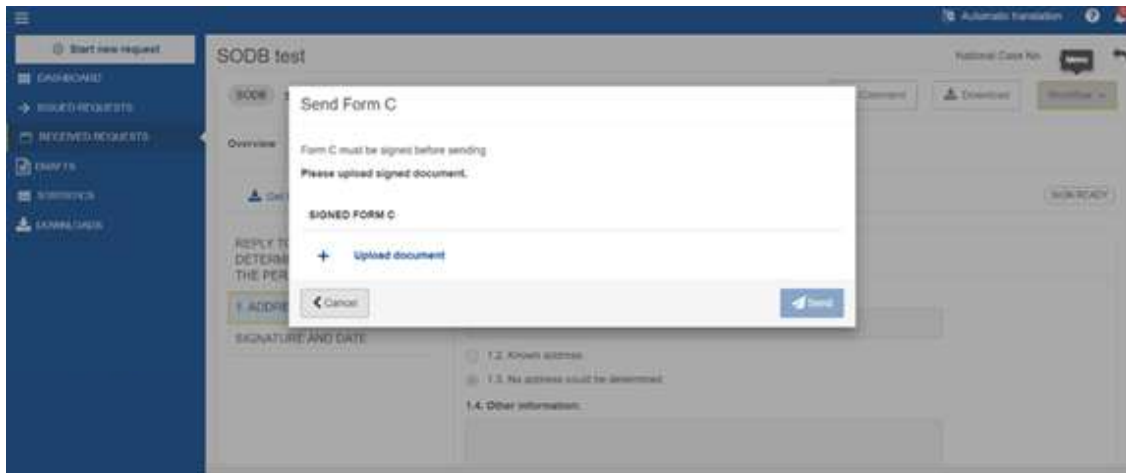 Automatic translation
Start new request
SODB test
National Case No
Menu
DASHBOARD
ISSUED REQUESTS
RECEIVED REQUESTS
DRAFTS
STATISTICS
DOWNLOADS
SODB
Download
Workflow
Overview
Send Form C
Form C must be signed before sending
Please upload signed document.
SIGNED FORM C
+ Upload document
Cancel
Send
SIGN READY
REPLY TO
DETERM
THE PER
1. ADDRE
SIGNATURE AND DATE
1.2. Known address
1.3. No address could be determined
1.4. Other information: